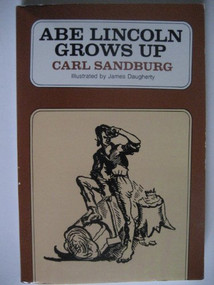 ABE LINCOLN
GROWS UP
CARL SANDBURG
Illustrated by James Daugherty